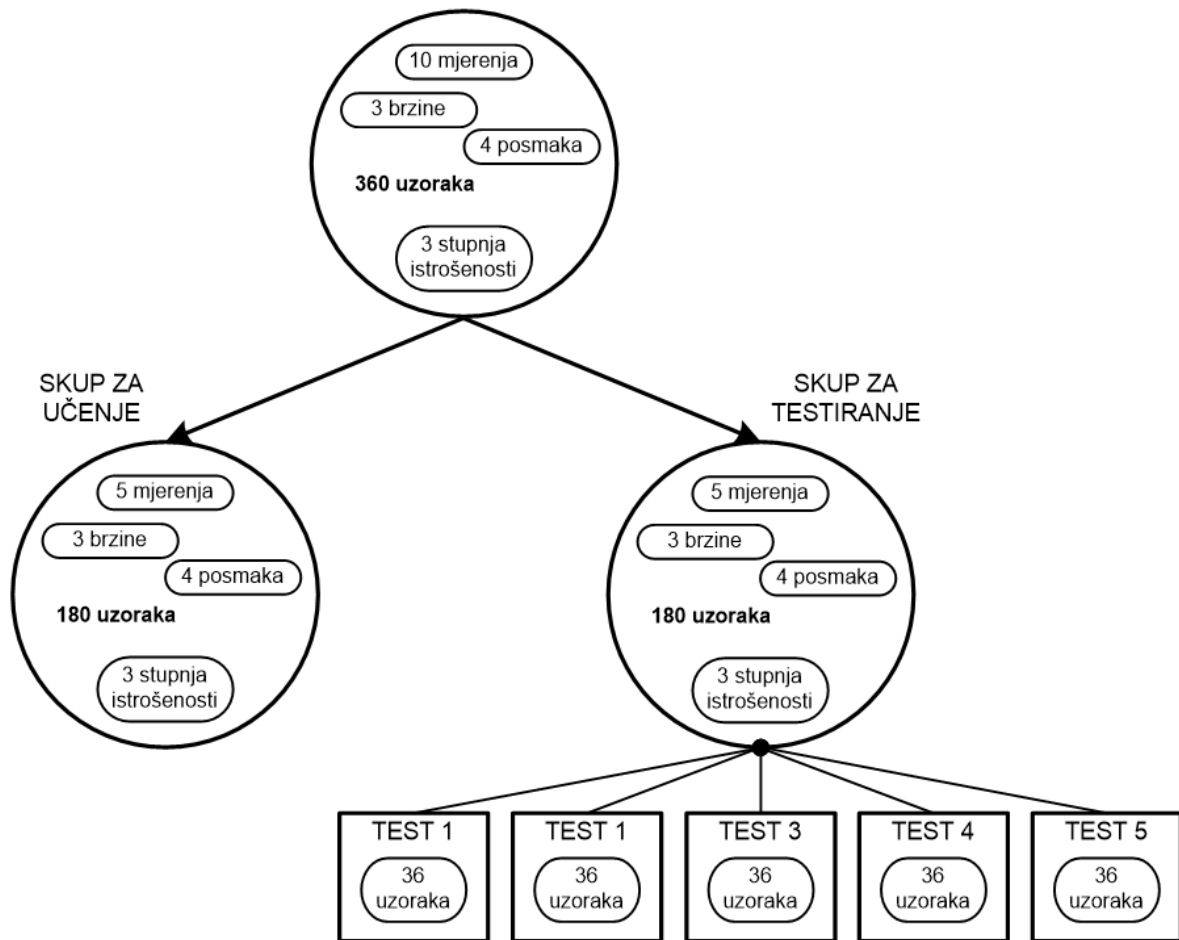 10 mjerenja
3 brzine
4 posmaka
360 uzoraka
3 stupnja
istrošenosti
SKUP ZA
UČENJE
5 mjerenja
3 brzine
4 posmaka
180 uzoraka
3 stupnja
istrošenosti
SKUP ZA
TESTIRANJE
5 mjerenja
3 brzine
4 posmaka
180 uzoraka
3 stupnja
istrošenosti
TEST 1
36
uzoraka
TEST 1
36
uzoraka
TEST 3
36
uzoraka
TEST 4
36
uzoraka
TEST 5
36
uzoraka